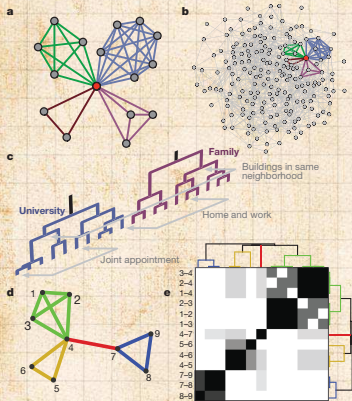 a
b
c
Family
Buildings in same
neighborhood
University
Home and work
Joint appointment
d
e
1
2
3
4
5
6
7
8
9
3–4
2–4
1–4
2–3
1–2
1–3
4–7
5–6
4–6
4–5
7–9
7–8
8–9